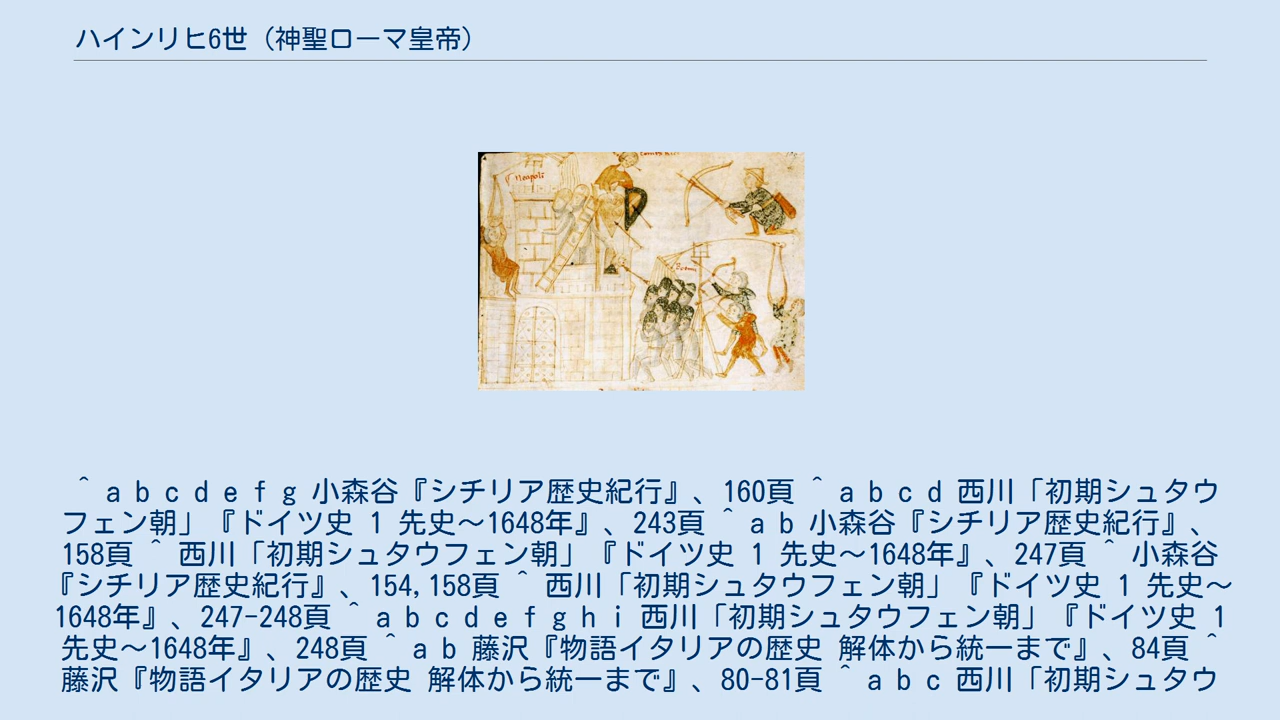 ハインリヒ6世（神聖ローマ皇帝）
Neapoli
^ a b c d e f g 小森谷『シチリア歴史紀行』、160頁 ^ a b c d 西川「初期シュタウ
フェン朝」『ドイツ史 1 先史〜1648年』、243頁 ^ a b 小森谷『シチリア歴史紀行』、
158頁 ^ 西川「初期シュタウフェン朝」『ドイツ史 1 先史〜1648年』、247頁 ^ 小森谷
『シチリア歴史紀行』、154,158頁 ^ 西川「初期シュタウフェン朝」『ドイツ史 1 先史〜
1648年』、247-248頁 ^ a b c d e f g h i 西川「初期シュタウフェン朝」『ドイツ史 1
先史〜1648年』、248頁 ^ a b 藤沢『物語イタリアの歴史 解体から統一まで』、84頁 ^
藤沢『物語イタリアの歴史 解体から統一まで』、80-81頁 ^ a b c 西川「初期シュタウ